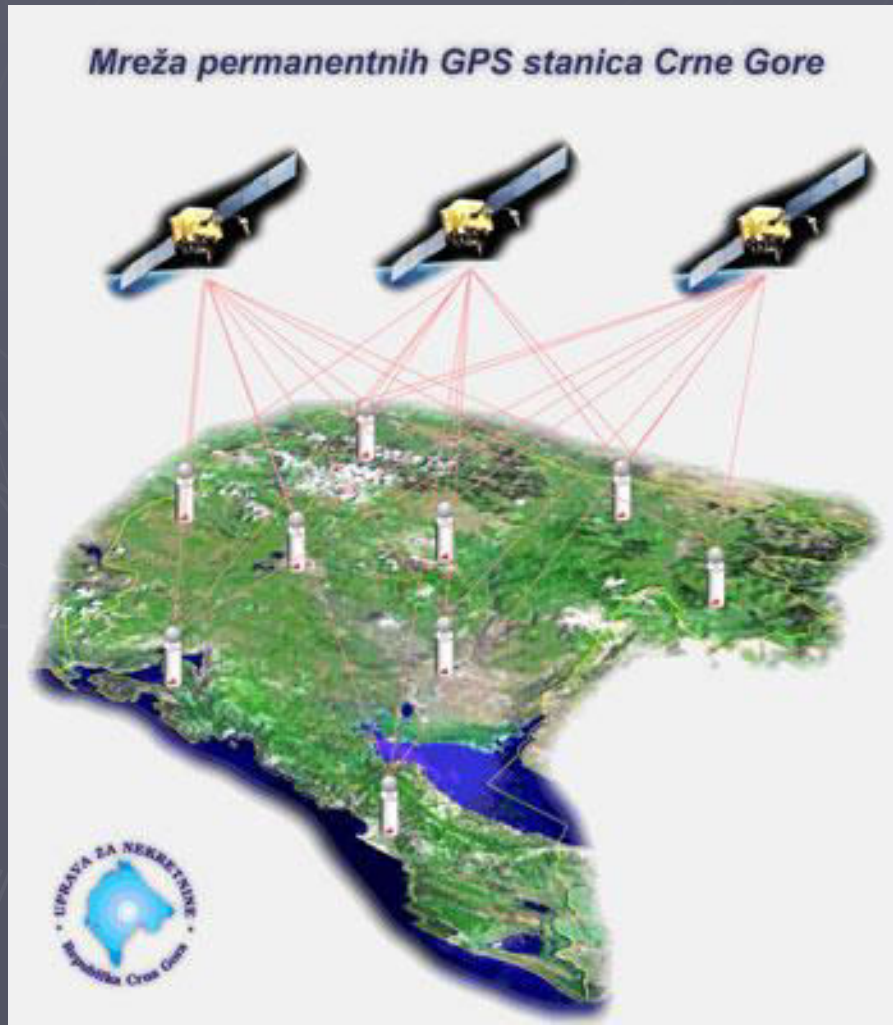 Mreža permanentnih GPS stanica Crne Gore
UPRAVA ZA NEKRETNINE
Republika Crna Gora